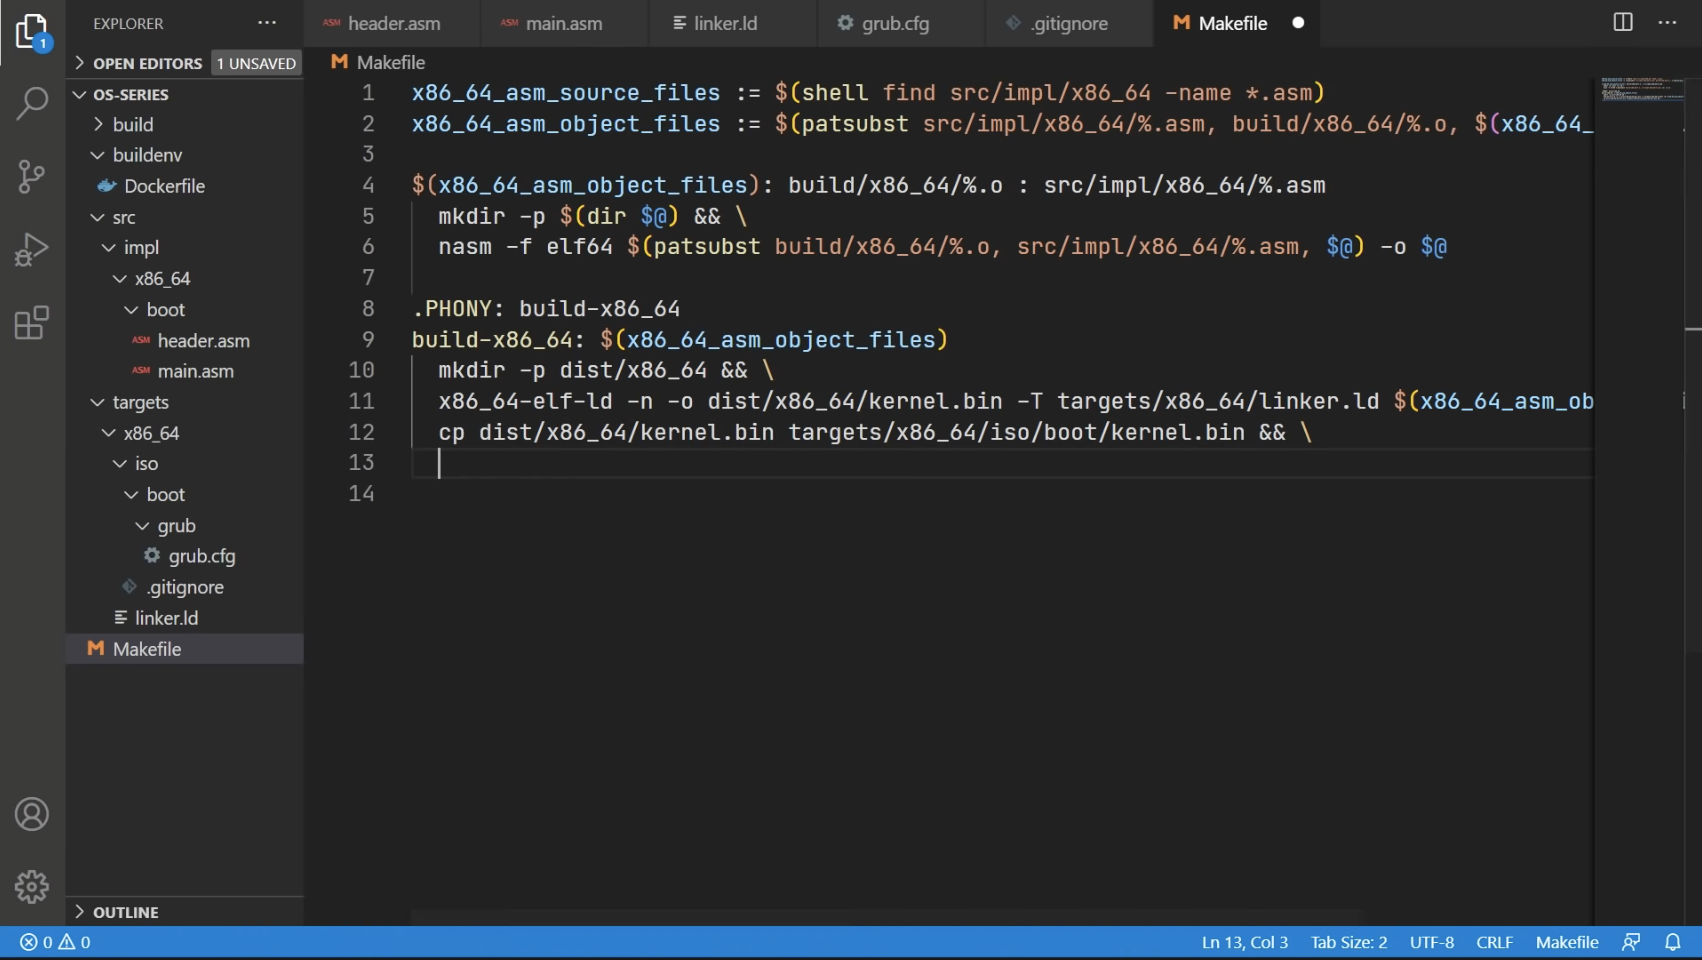 EXPLORER
1
OPEN EDITORS
1 UNSAVED
OS-SERIES
build
buildenv
Dockerfile
src
impl
x86_64
boot
ASM header.asm
ASM main.asm
targets
x86_64
iso
boot
grub
grub.cfg
.gitignore
linker.ld
M Makefile
OUTLINE
ASM header.asm
ASM main.asm
linker.ld
grub.cfg
.gitignore
M Makefile
M Makefile
1 x86_64_asm_source_files := $(shell find src/impl/x86_64 -name *.asm)
2 x86_64_asm_object_files := $(patsubst src/impl/x86_64/%.asm, build/x86_64/%.o, $(x86_64_
3
4 $(x86_64_asm_object_files): build/x86_64/%.o : src/impl/x86_64/%.asm
5 mkdir -p $(dir $@) && \
6 nasm -f elf64 $(patsubst build/x86_64/%.o, src/impl/x86_64/%.asm, $@) -o $@
7
8 .PHONY: build-x86_64
9 build-x86_64: $(x86_64_asm_object_files)
10 mkdir -p dist/x86_64 && \
11 x86_64-elf-ld -n -o dist/x86_64/kernel.bin -T targets/x86_64/linker.ld $(x86_64_asm_ob
12 cp dist/x86_64/kernel.bin targets/x86_64/iso/boot/kernel.bin && \
13
14
0 0
Ln 13, Col 3
Tab Size: 2
UTF-8
CRLF
Makefile